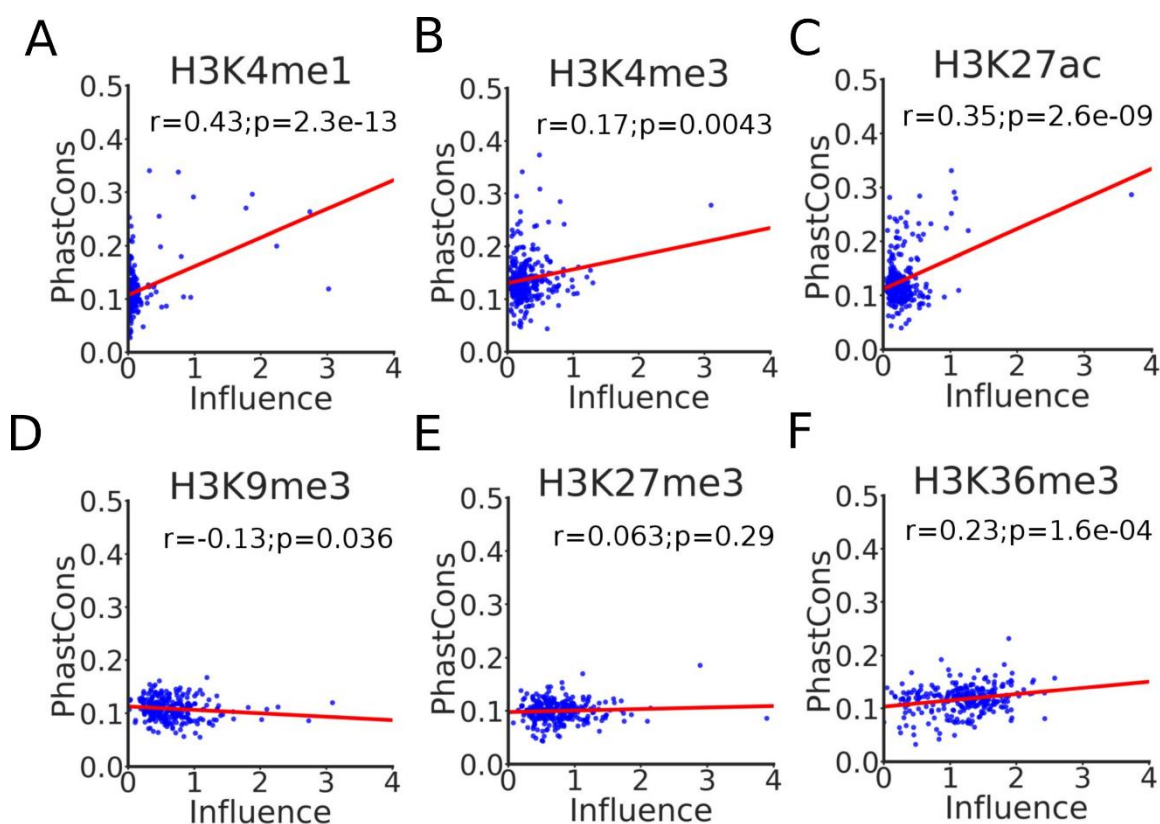 A
H3K4me1
r=0.43;p=2.3e-13
PhastCons
0.5
0.4
0.3
0.2
0.1
0.0
0 1 2 3 4
Influence
B
H3K4me3
r=0.17;p=0.0043
PhastCons
0.5
0.4
0.3
0.2
0.1
0.0
0 1 2 3 4
Influence
C
H3K27ac
r=0.35;p=2.6e-09
PhastCons
0.5
0.4
0.3
0.2
0.1
0.0
0 1 2 3 4
Influence
D
H3K9me3
r=-0.13;p=0.036
PhastCons
0.5
0.4
0.3
0.2
0.1
0.0
0 1 2 3 4
Influence
E
H3K27me3
r=0.063;p=0.29
PhastCons
0.5
0.4
0.3
0.2
0.1
0.0
0 1 2 3 4
Influence
F
H3K36me3
r=0.23;p=1.6e-04
PhastCons
0.5
0.4
0.3
0.2
0.1
0.0
0 1 2 3 4
Influence